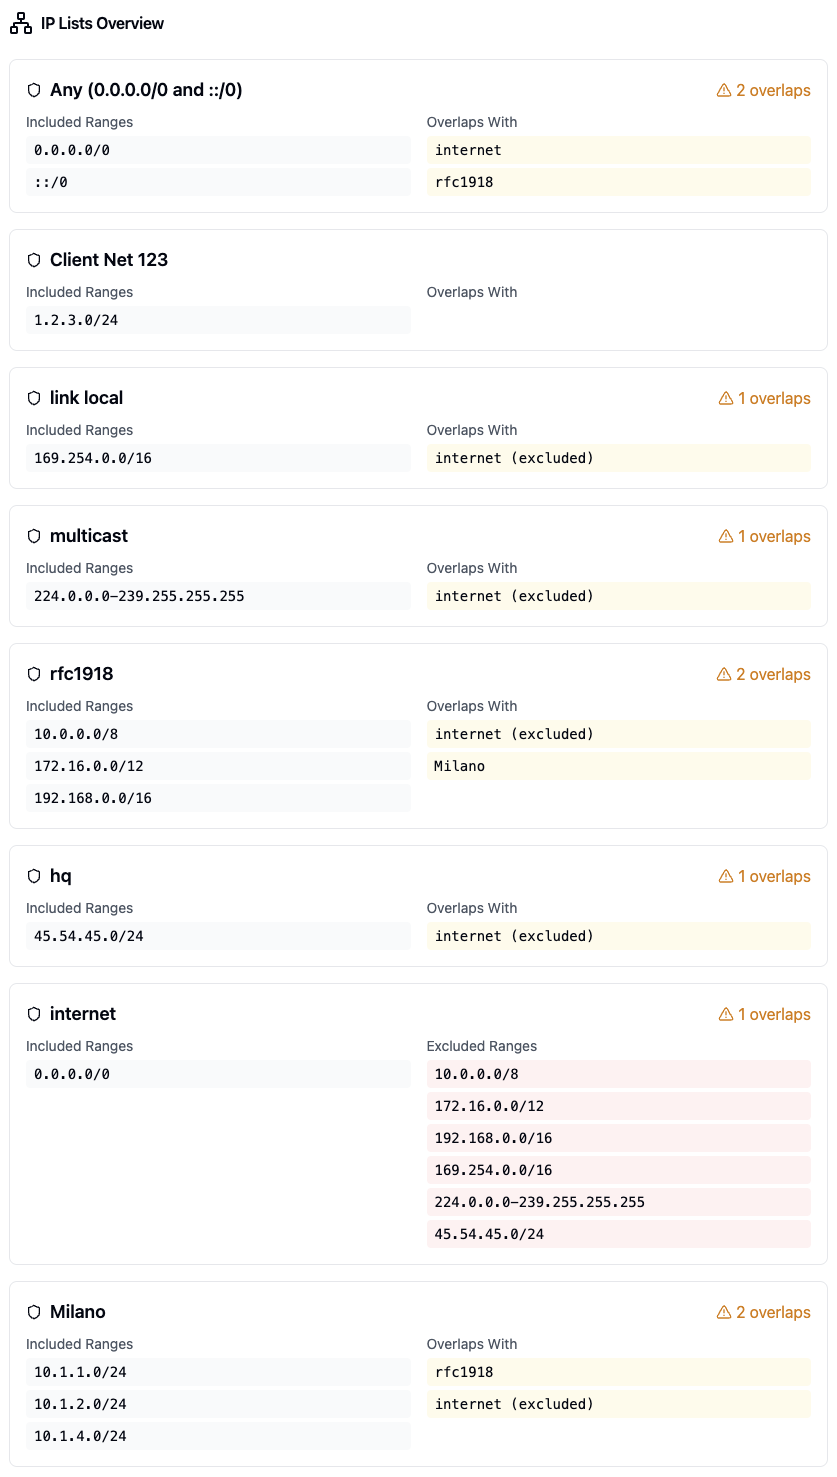 IP Lists Overview
Any (0.0.0.0/0 and ::/0)
2 overlaps
Included Ranges
0.0.0.0/0
::/0
Overlaps With
internet
rfc1918
Client Net 123
Included Ranges
1.2.3.0/24
Overlaps With
link local
1 overlaps
Included Ranges
169.254.0.0/16
Overlaps With
internet (excluded)
multicast
1 overlaps
Included Ranges
224.0.0.0-239.255.255.255
Overlaps With
internet (excluded)
rfc1918
2 overlaps
Included Ranges
10.0.0.0/8
172.16.0.0/12
192.168.0.0/16
Overlaps With
internet (excluded)
Milano
hq
1 overlaps
Included Ranges
45.54.45.0/24
Overlaps With
internet (excluded)
internet
1 overlaps
Included Ranges
0.0.0.0/0
Excluded Ranges
10.0.0.0/8
172.16.0.0/12
192.168.0.0/16
169.254.0.0/16
224.0.0.0-239.255.255.255
45.54.45.0/24
Milano
2 overlaps
Included Ranges
10.1.1.0/24
10.1.2.0/24
10.1.4.0/24
Overlaps With
rfc1918
internet (excluded)